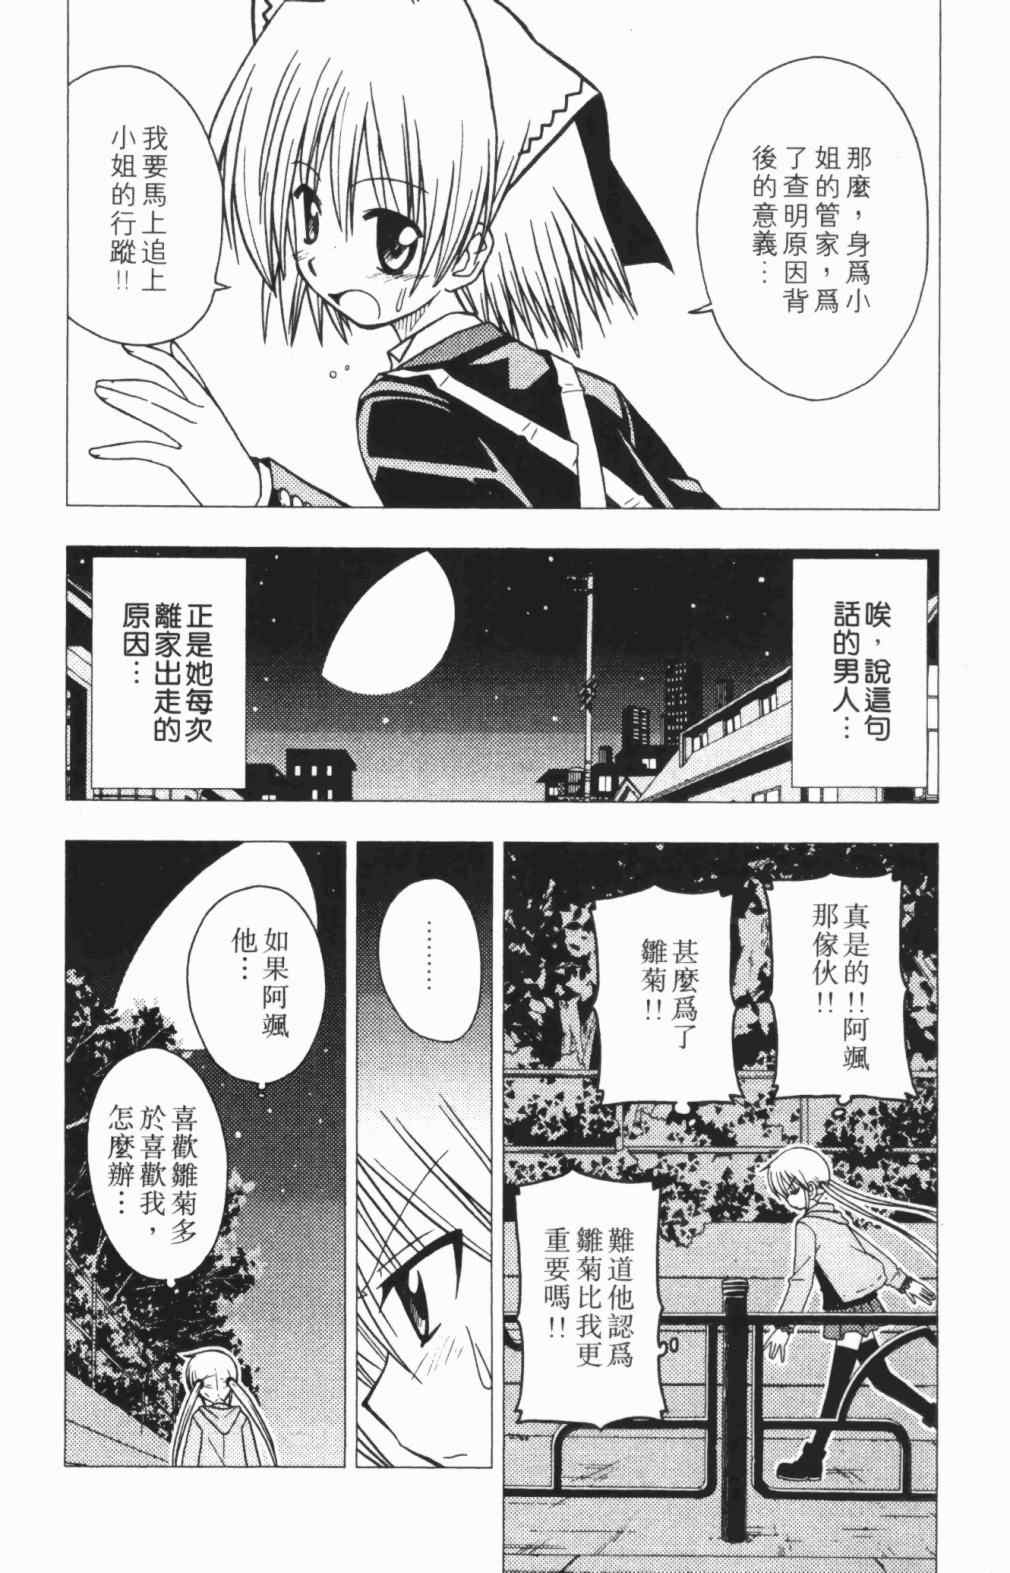 那麼，身爲小
姐的管家，爲
了查明原因背
後的意義…
我要馬上追上
小姐的行蹤!!
唉，說這句
話的男人…
正是她每次
離家出走的
原因…
真是的!!阿颯
那傢伙!!
甚麼爲了
雛菊!!
難道他認爲
雛菊比我更
重要嗎!!
………
如果阿颯
他…
喜歡雛菊多
於喜歡我，
怎麼辦…